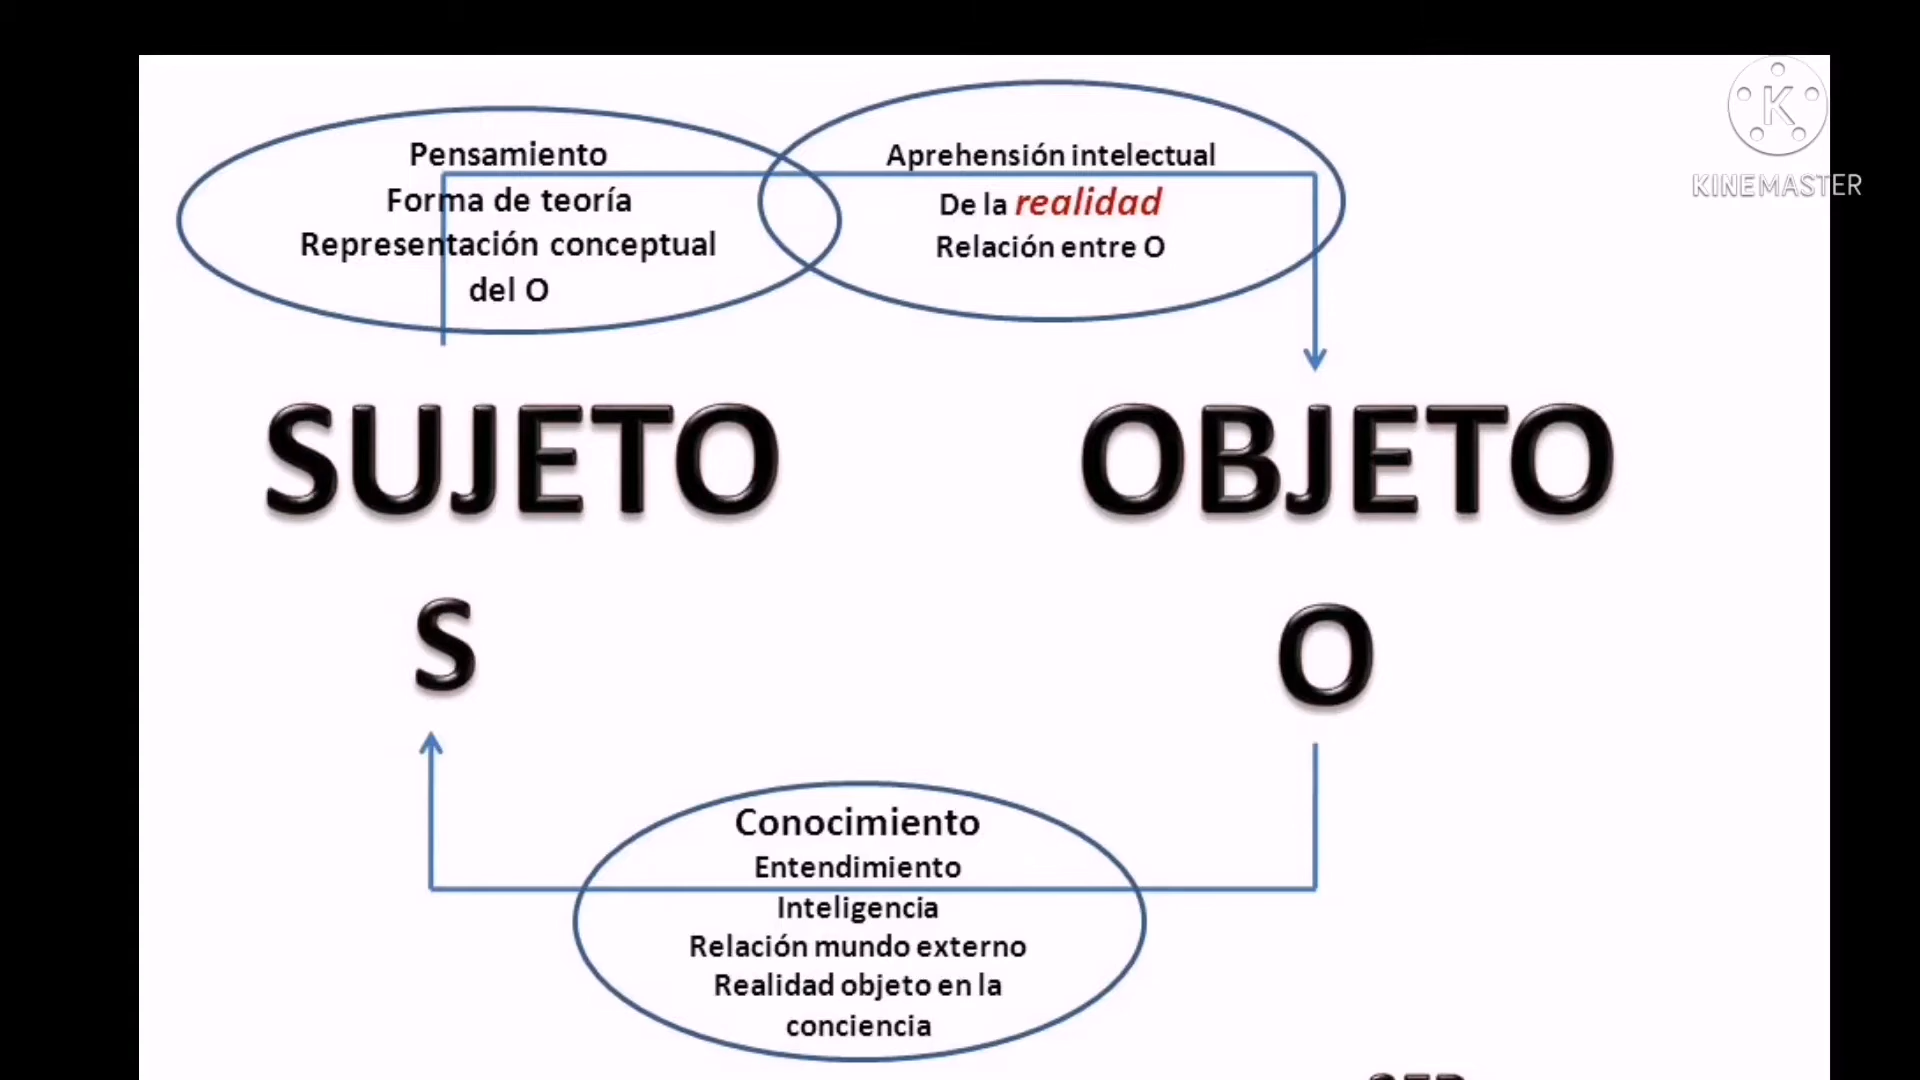 Pensamiento
Forma de teoría
Representación conceptual
del O
Aprehensión intelectual
De la realidad
Relación entre O
K
KINEMASTER
SUJETO
OBJETO
S
O
Conocimiento
Entendimiento
Inteligencia
Relación mundo externo
Realidad objeto en la
conciencia